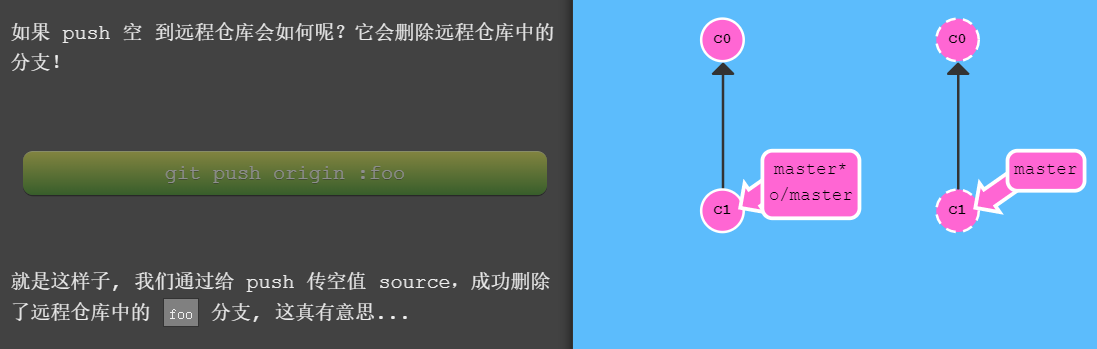 如果 push 空 到远程仓库会如何呢？它会删除远程仓库中的
分支！
git push origin :foo
就是这样子, 我们通过给 push 传空值 source，成功删除
了远程仓库中的 foo 分支, 这真有意思...
c0
c0
master*
o/master
master
c1
c1